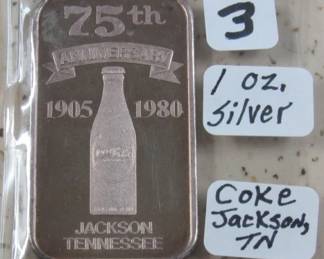 75th
ANNIVERSARY
1905 1980
JACKSON
TENNESSEE
3
1 oz.
Silver
Coke
Jackson,
TN